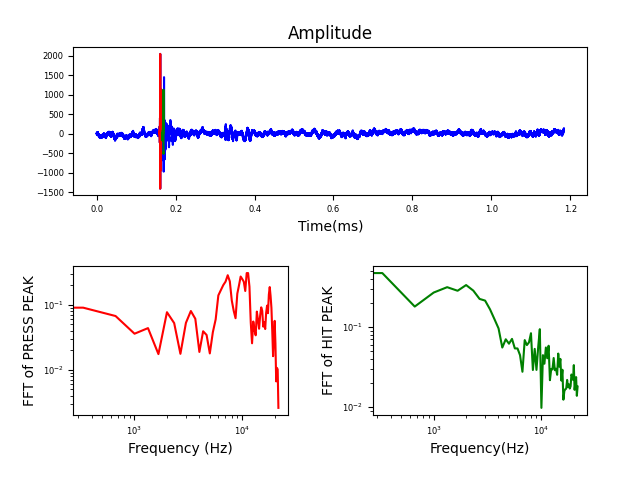 Amplitude
2000
1500
1000
500
0
−500
−1000
−1500
0.0 0.2 0.4 0.6 0.8 1.0 1.2
Time(ms)
FFT of PRESS PEAK
10⁻¹
10⁻²
10³ 10⁴
Frequency (Hz)
FFT of HIT PEAK
10⁻¹
10⁻²
10³ 10⁴
Frequency(Hz)